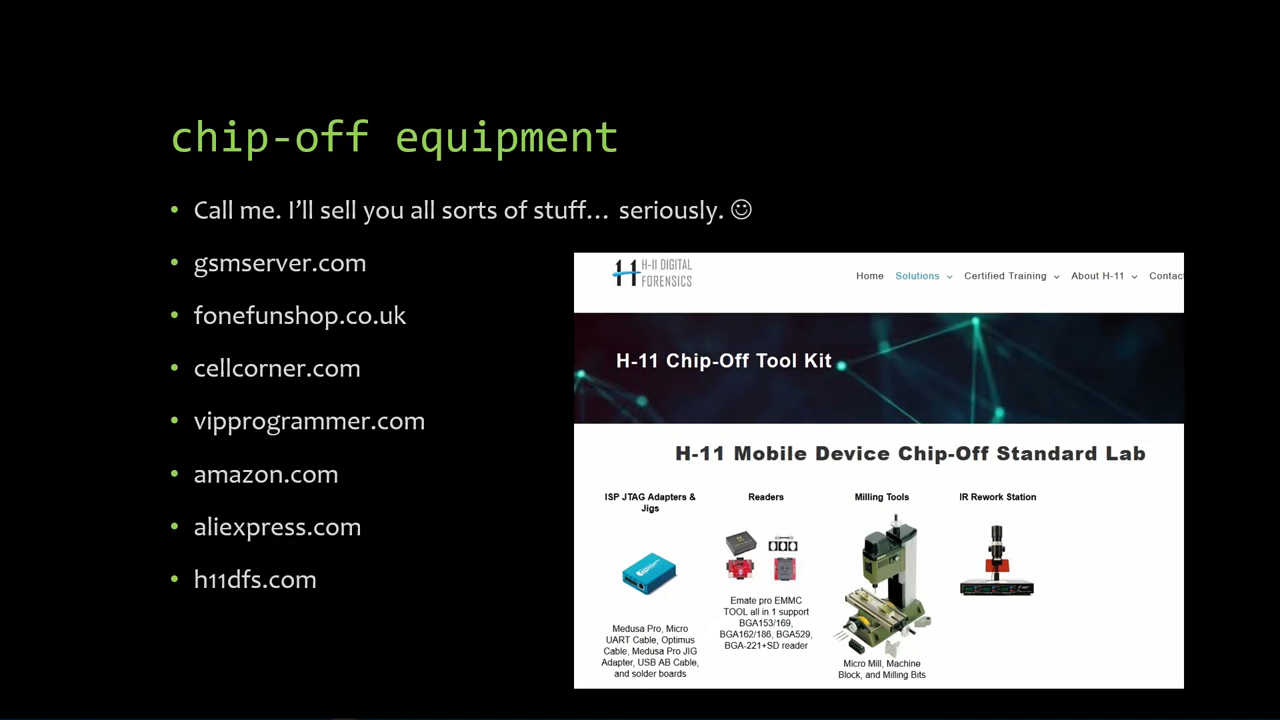 chip-off equipment
• Call me. I'll sell you all sorts of stuff… seriously. ☺
• gsmserver.com
• fonefunshop.co.uk
• cellcorner.com
• vipprogrammer.com
• amazon.com
• aliexpress.com
• h11dfs.com
H-11 DIGITAL
FORENSICS
Home Solutions Certified Training About H-11 Contact
H-11 Chip-Off Tool Kit
H-11 Mobile Device Chip-Off Standard Lab
ISP JTAG Adapters &
Jigs
Medusa Pro, Micro
UART Cable, Optimus
Cable, Medusa Pro JIG
Adapter, USB AB Cable,
and solder boards
Readers
Emate pro EMMC
TOOL all in 1 support
BGA153/169,
BGA162/186, BGA529,
BGA-221+SD reader
Milling Tools
Micro Mill, Machine
Block, and Milling Bits
IR Rework Station